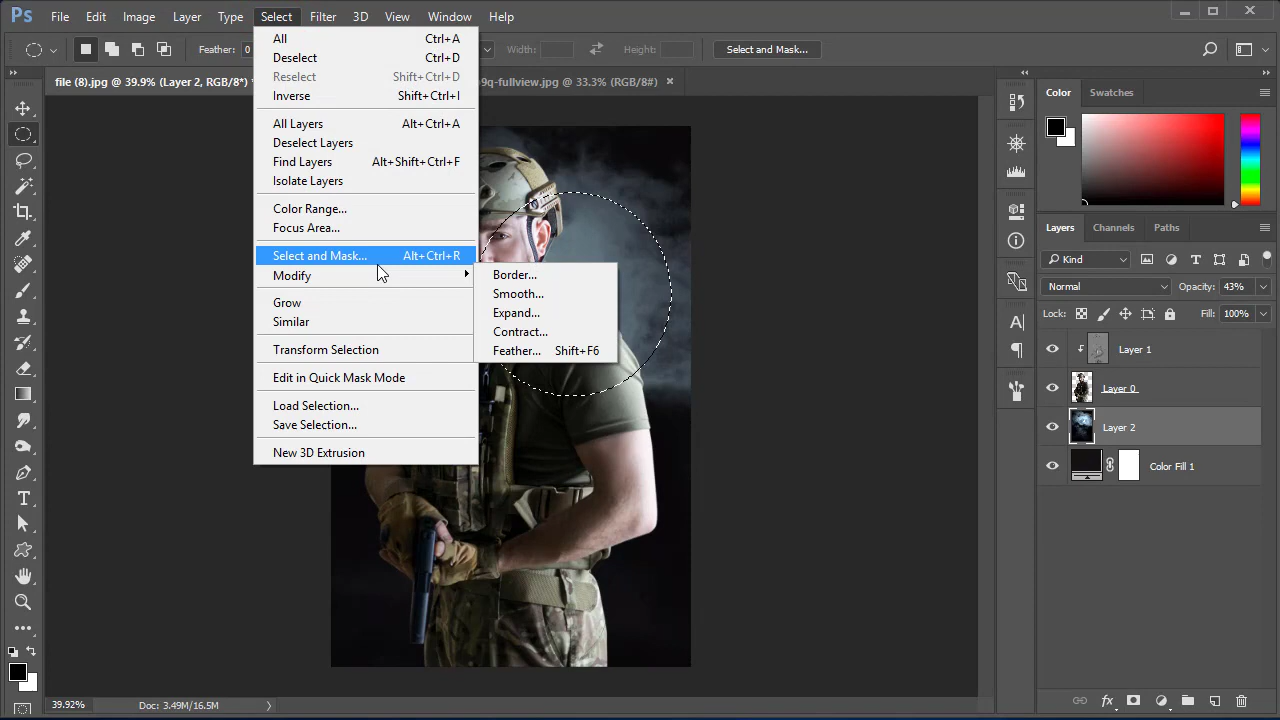 Ps File Edit Image Layer Type Select Filter 3D View Window Help
Feather: 0 Width: Height: Select and Mask...
file (8).jpg @ 39.9% (Layer 2, RGB/8*) * 9q-fullview.jpg @ 33.3% (RGB/8#)
All Ctrl+A
Deselect Ctrl+D
Reselect Shift+Ctrl+D
Inverse Shift+Ctrl+I
All Layers Alt+Ctrl+A
Deselect Layers
Find Layers Alt+Shift+Ctrl+F
Isolate Layers
Color Range...
Focus Area...
Select and Mask... Alt+Ctrl+R
Modify
Grow
Similar
Transform Selection
Edit in Quick Mask Mode
Load Selection...
Save Selection...
New 3D Extrusion
Border...
Smooth...
Expand...
Contract...
Feather... Shift+F6
Color Swatches
Layers Channels Paths
Kind
Normal Opacity: 43%
Lock: Fill: 100%
Layer 1
Layer 0
Layer 2
Color Fill 1
39.92% Doc: 3.49M/16.5M